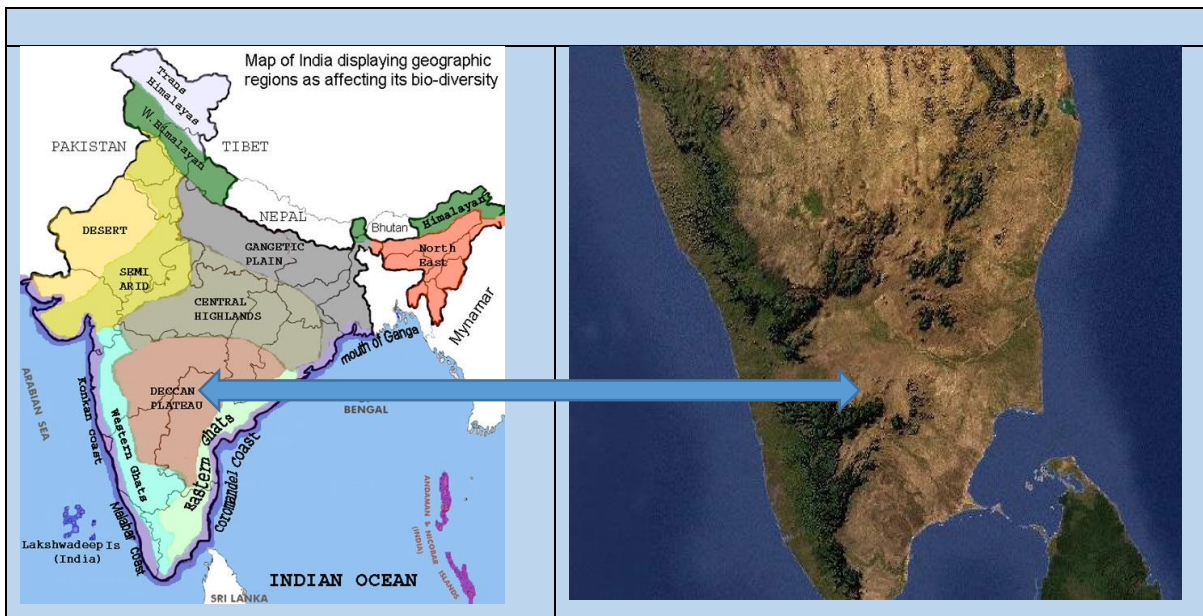 Map of India displaying geographic
regions as affecting its bio-diversity
Trans
Himalayas
W. Himalayan
PAKISTAN
TIBET
NEPAL
Bhutan
Himalayan
DESERT
GANGETIC
PLAIN
North
East
SEMI
ARID
CENTRAL
HIGHLANDS
Mynamar
mouth of Ganga
ARABIAN SEA
Konkan coast
DECCAN
PLATEAU
BENGAL
Western Ghats
Eastern Ghats
Coromandel Coast
Malabar Coast
Lakshwadeep Is
(India)
ANDAMAN & NICOBAR ISLANDS
(INDIA)
INDIAN OCEAN
SRI LANKA